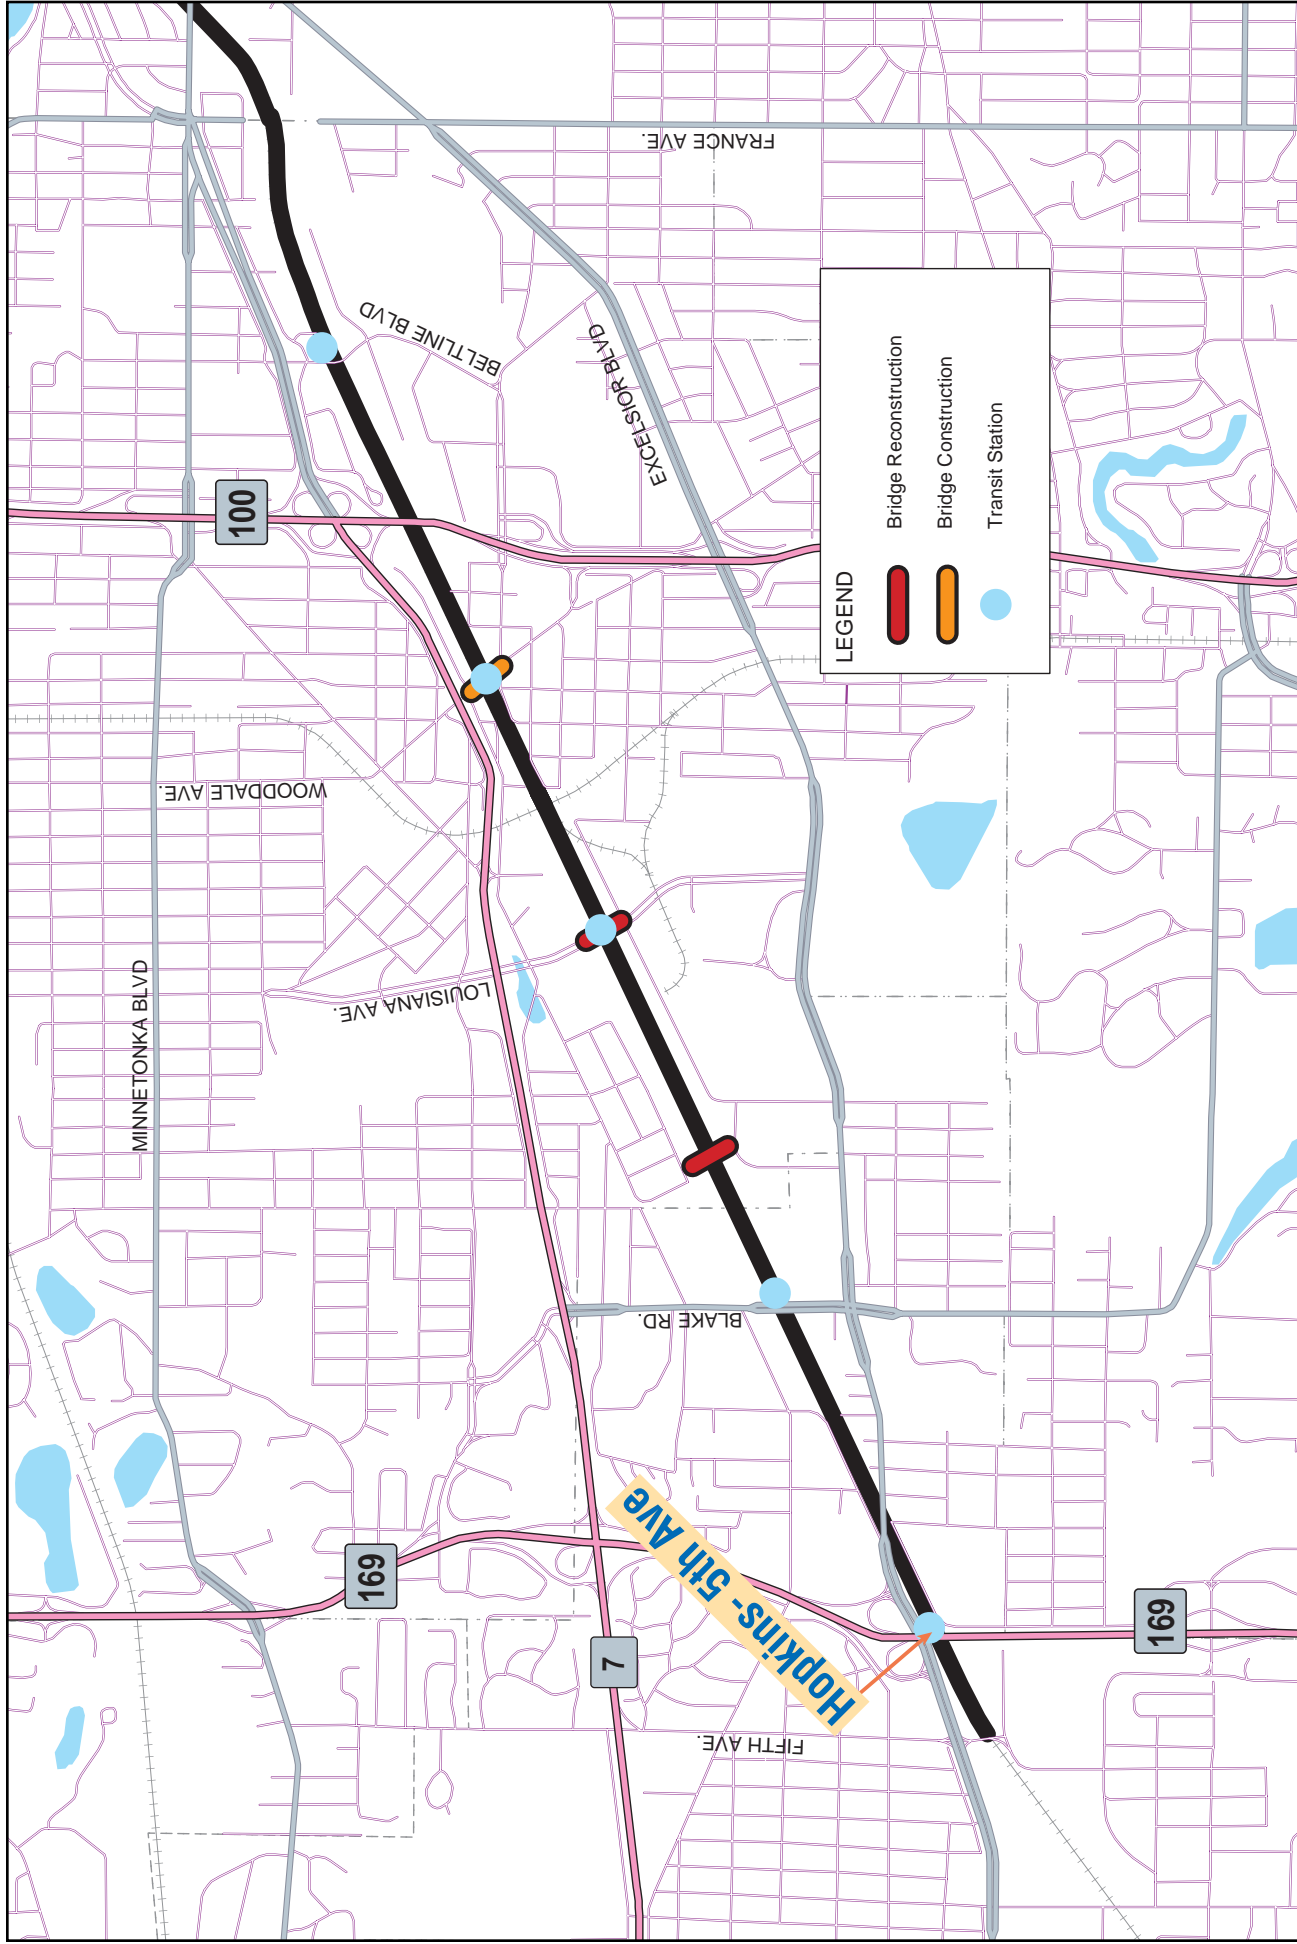 MINNETONKA BLVD
WOODDALE AVE.
LOUISIANA AVE.
BELTLINE BLVD
EXCELSIOR BLVD
FRANCE AVE.
BLAKE RD.
FIFTH AVE.
100
169
7
169
Hopkins- 5th Ave
LEGEND
Bridge Reconstruction
Bridge Construction
Transit Station